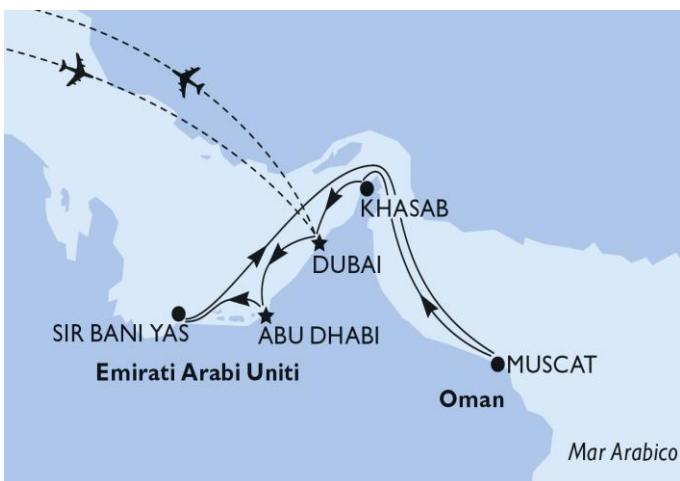 KHASAB
DUBAI
SIR BANI YAS
ABU DHABI
Emirati Arabi Uniti
MUSCAT
Oman
Mar Arabico